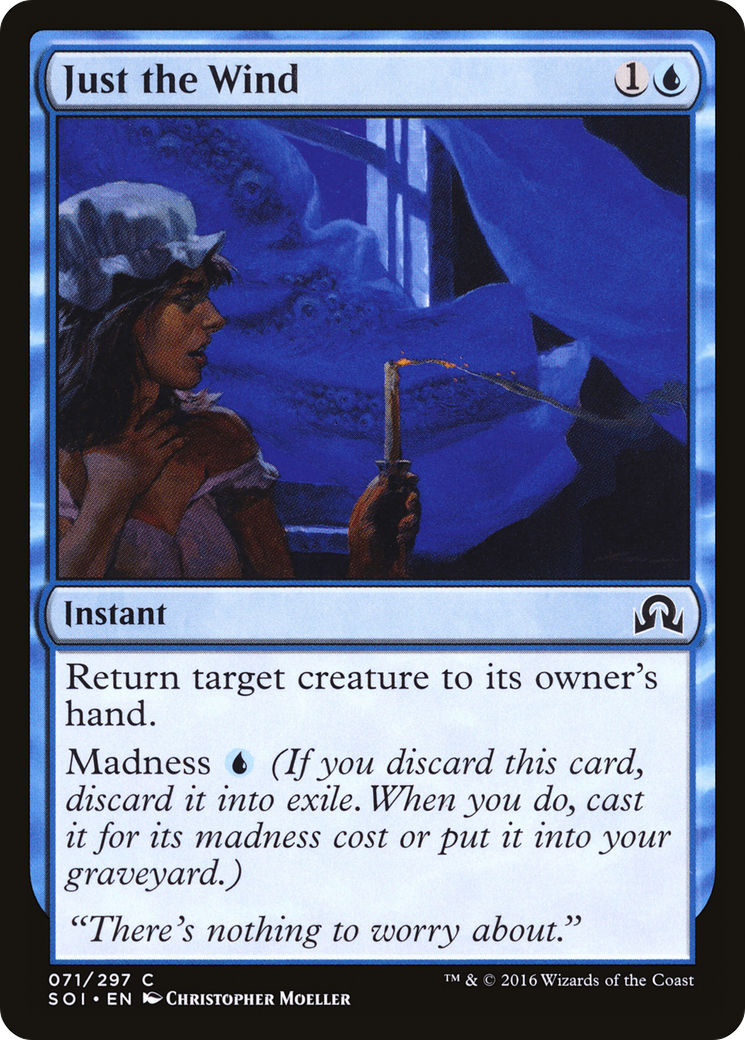 Just the Wind 1
Instant
Return target creature to its owner's
hand.
Madness (If you discard this card,
discard it into exile. When you do, cast
it for its madness cost or put it into your
graveyard.)
"There's nothing to worry about."
071/297 C
™ & © 2016 Wizards of the Coast
SOI • EN Christopher Moeller